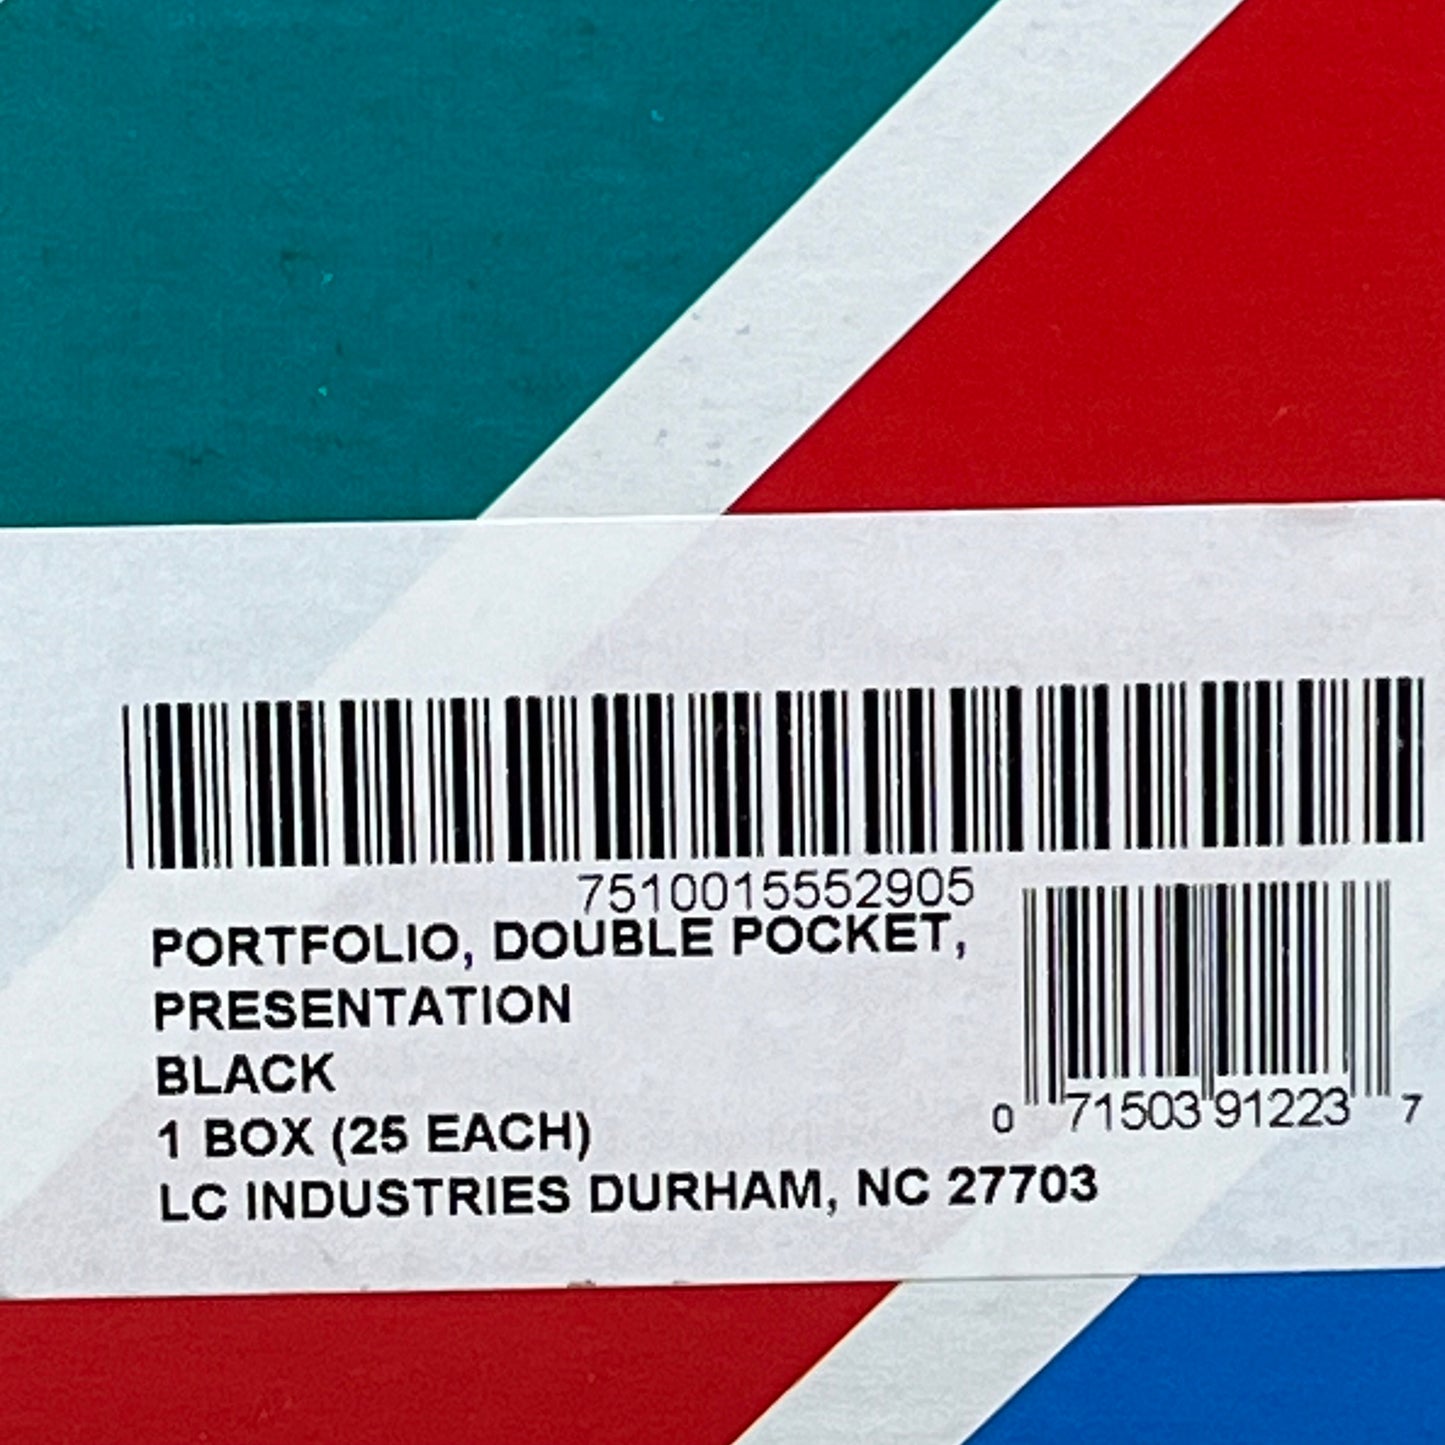 7510015552905
PORTFOLIO, DOUBLE POCKET,
PRESENTATION
BLACK
1 BOX (25 EACH)
LC INDUSTRIES DURHAM, NC 27703
0 71503 91223 7